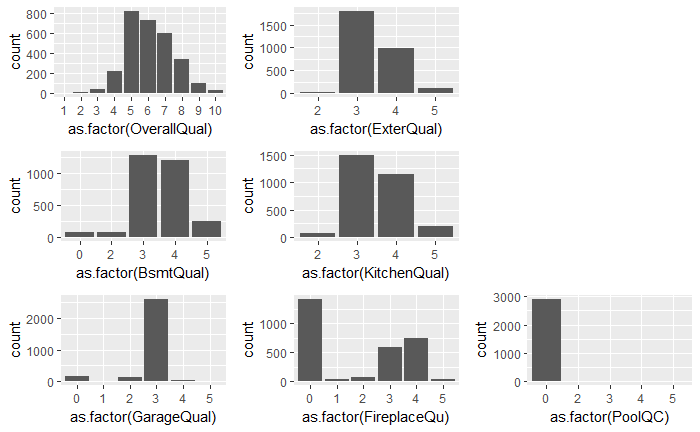 count
800
600
400
200
0
1 2 3 4 5 6 7 8 9 10
as.factor(OverallQual)
count
1500
1000
500
0
2 3 4 5
as.factor(ExterQual)
count
1000
500
0
0 2 3 4 5
as.factor(BsmtQual)
count
1500
1000
500
0
2 3 4 5
as.factor(KitchenQual)
count
2000
1000
0
0 1 2 3 4 5
as.factor(GarageQual)
count
1000
500
0
0 1 2 3 4 5
as.factor(FireplaceQu)
count
3000
2000
1000
0
0 2 4 5
as.factor(PoolQC)